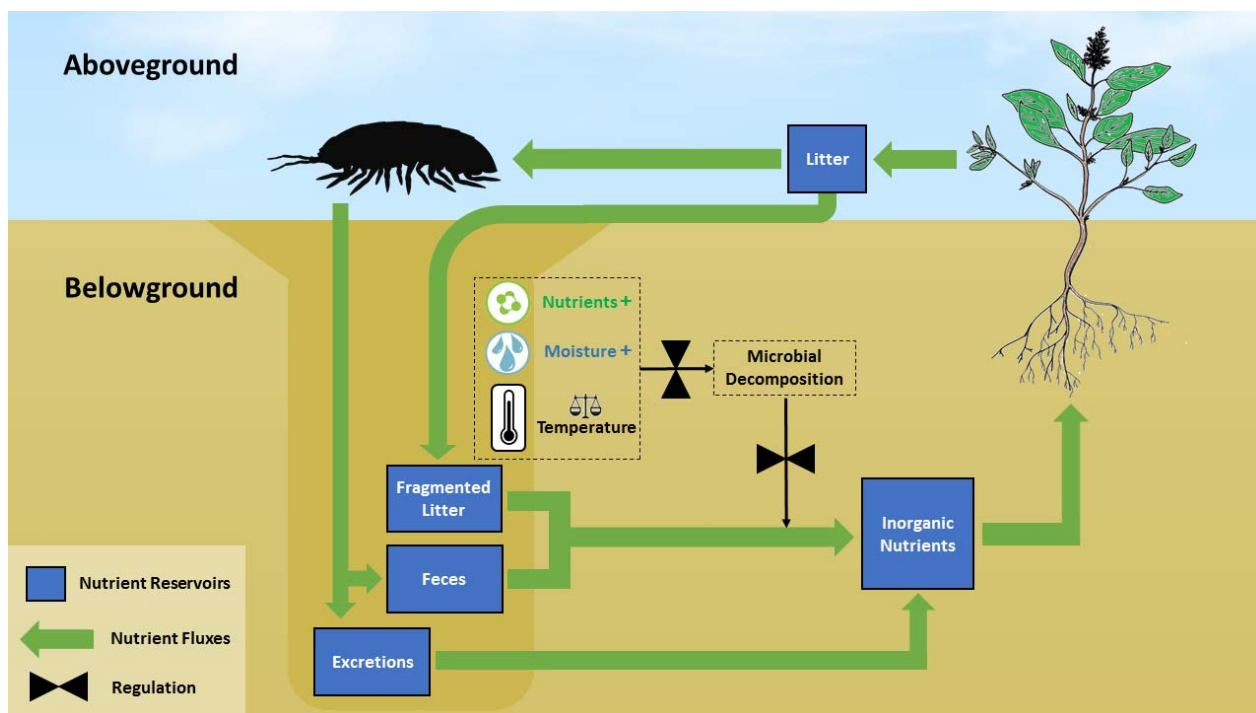 Aboveground
Litter
Belowground
Nutrients+
Moisture +
Temperature
Microbial
Decomposition
Fragmented
Litter
Feces
Excretions
Inorganic
Nutrients
Nutrient Reservoirs
Nutrient Fluxes
Regulation